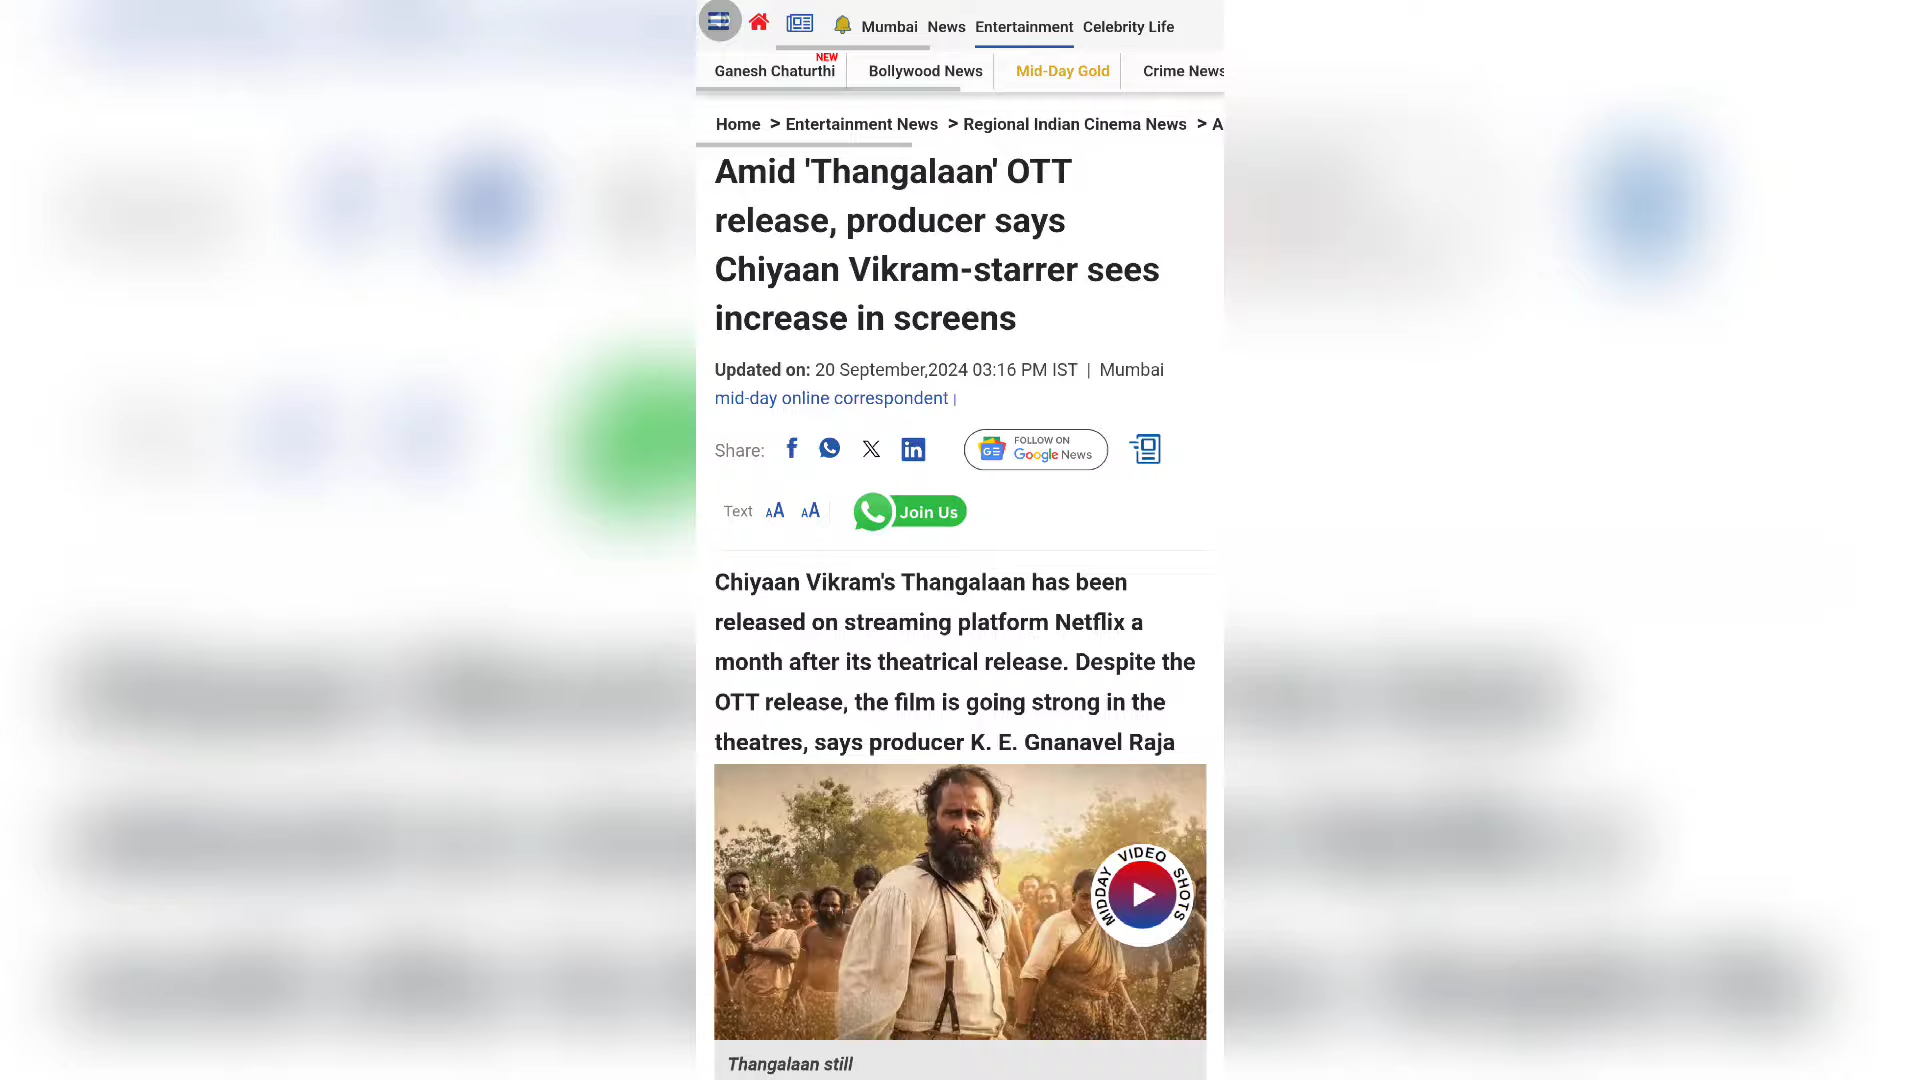 Mumbai News Entertainment Celebrity Life
NEW
Ganesh Chaturthi Bollywood News Mid-Day Gold Crime News
Home > Entertainment News > Regional Indian Cinema News > A
Amid 'Thangalaan' OTT
release, producer says
Chiyaan Vikram-starrer sees
increase in screens
Updated on: 20 September,2024 03:16 PM IST | Mumbai
mid-day online correspondent |
Share: FOLLOW ON
Google News
Text AA AA Join Us
Chiyaan Vikram's Thangalaan has been
released on streaming platform Netflix a
month after its theatrical release. Despite the
OTT release, the film is going strong in the
theatres, says producer K. E. Gnanavel Raja
MIDDAY VIDEO SHOTS
Thangalaan still